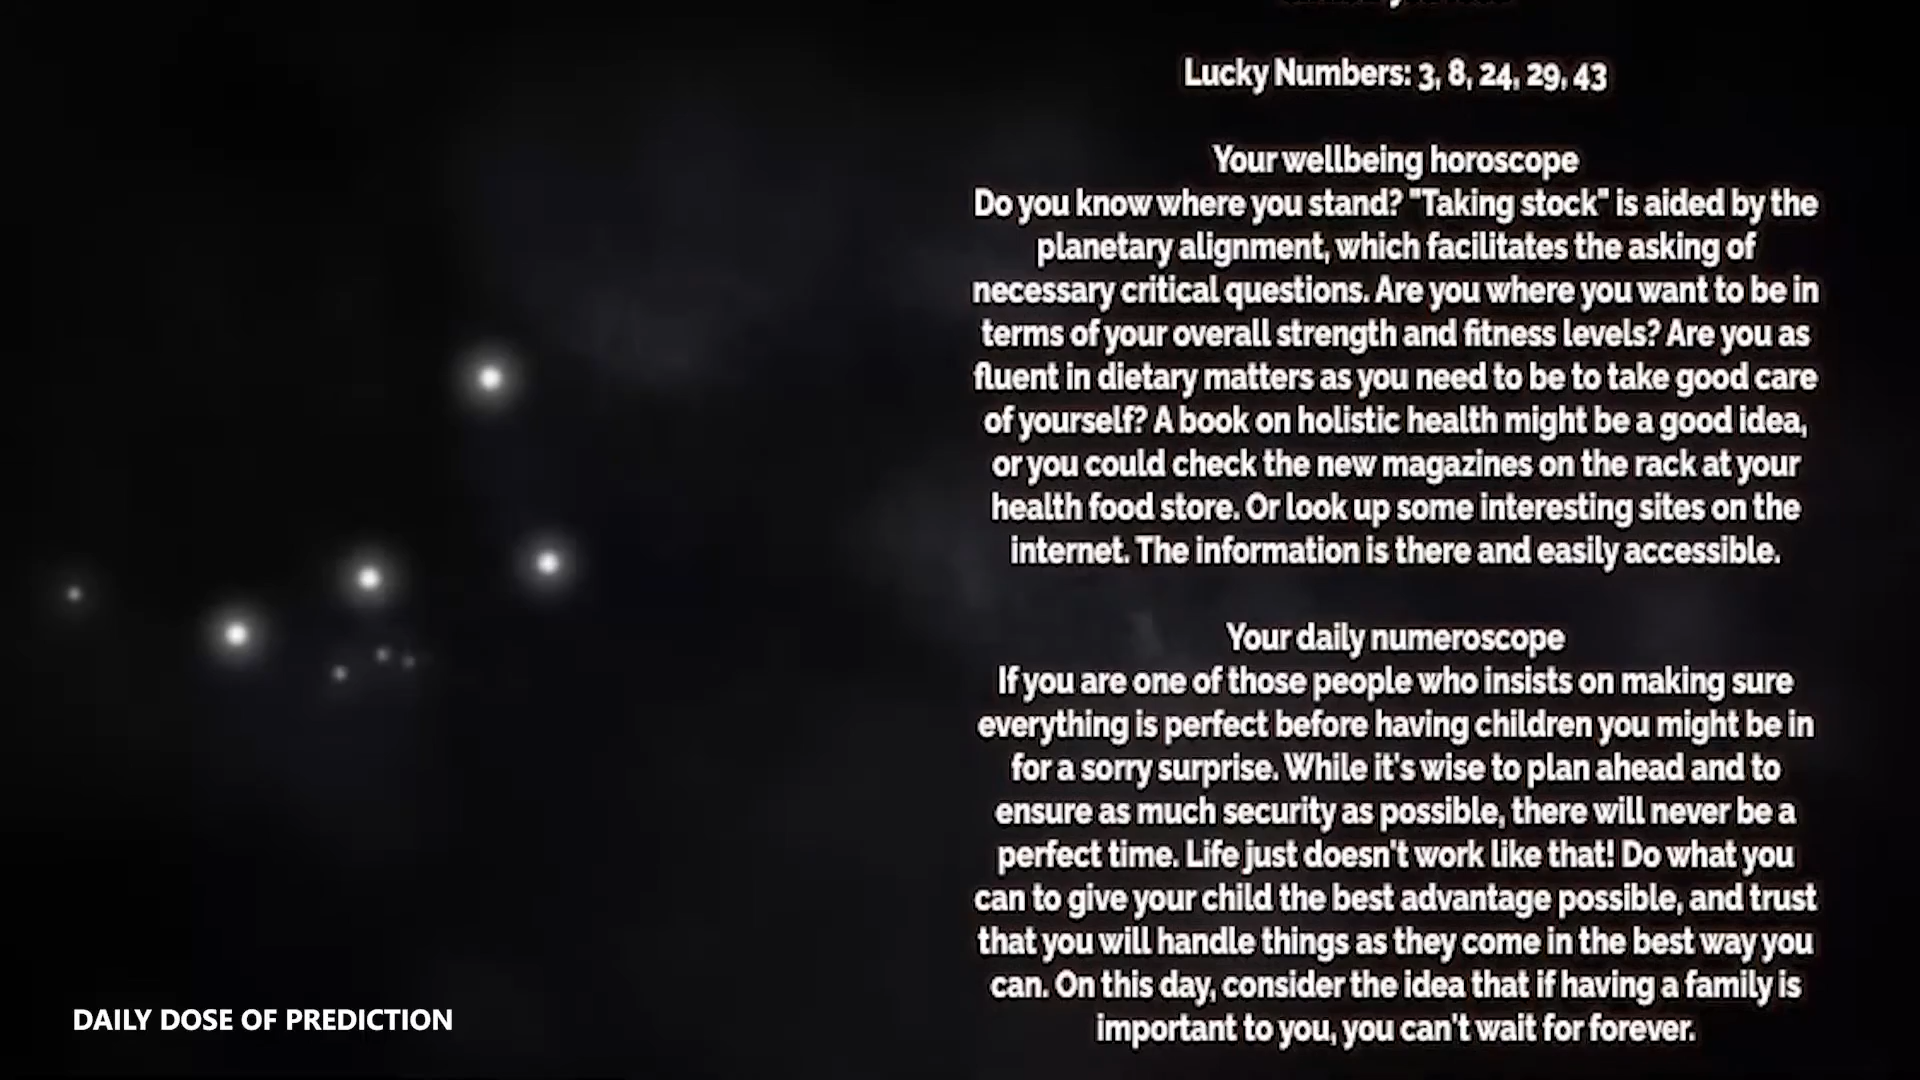 Lucky Numbers: 3, 8, 24, 29, 43
Your wellbeing horoscope
Do you know where you stand? "Taking stock" is aided by the
planetary alignment, which facilitates the asking of
necessary critical questions. Are you where you want to be in
terms of your overall strength and fitness levels? Are you as
fluent in dietary matters as you need to be to take good care
of yourself? A book on holistic health might be a good idea,
or you could check the new magazines on the rack at your
health food store. Or look up some interesting sites on the
internet. The information is there and easily accessible.
Your daily numeroscope
If you are one of those people who insists on making sure
everything is perfect before having children you might be in
for a sorry surprise. While it's wise to plan ahead and to
ensure as much security as possible, there will never be a
perfect time. Life just doesn't work like that! Do what you
can to give your child the best advantage possible, and trust
that you will handle things as they come in the best way you
can. On this day, consider the idea that if having a family is
important to you, you can't wait for forever.
DAILY DOSE OF PREDICTION